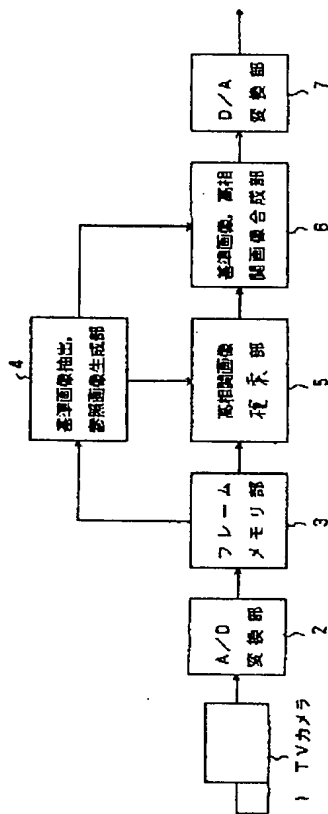 1
TVカメラ
A/D
変換部
2
フレーム
メモリ部
3
基準画像抽出,
参照画像生成部
4
高相関画像
検索部
5
基準画像,高相
関画像合成部
6
D/A
変換部
7